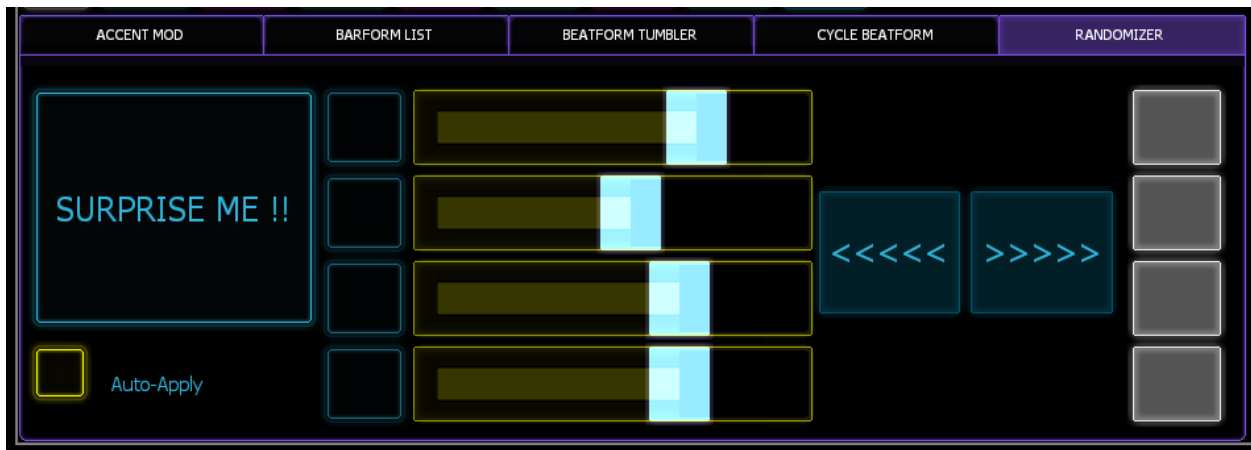 ACCENT MOD
BARFORM LIST
BEATFORM TUMBLER
CYCLE BEATFORM
RANDOMIZER
SURPRISE ME !!
<<<<<
>>>>>
Auto-Apply